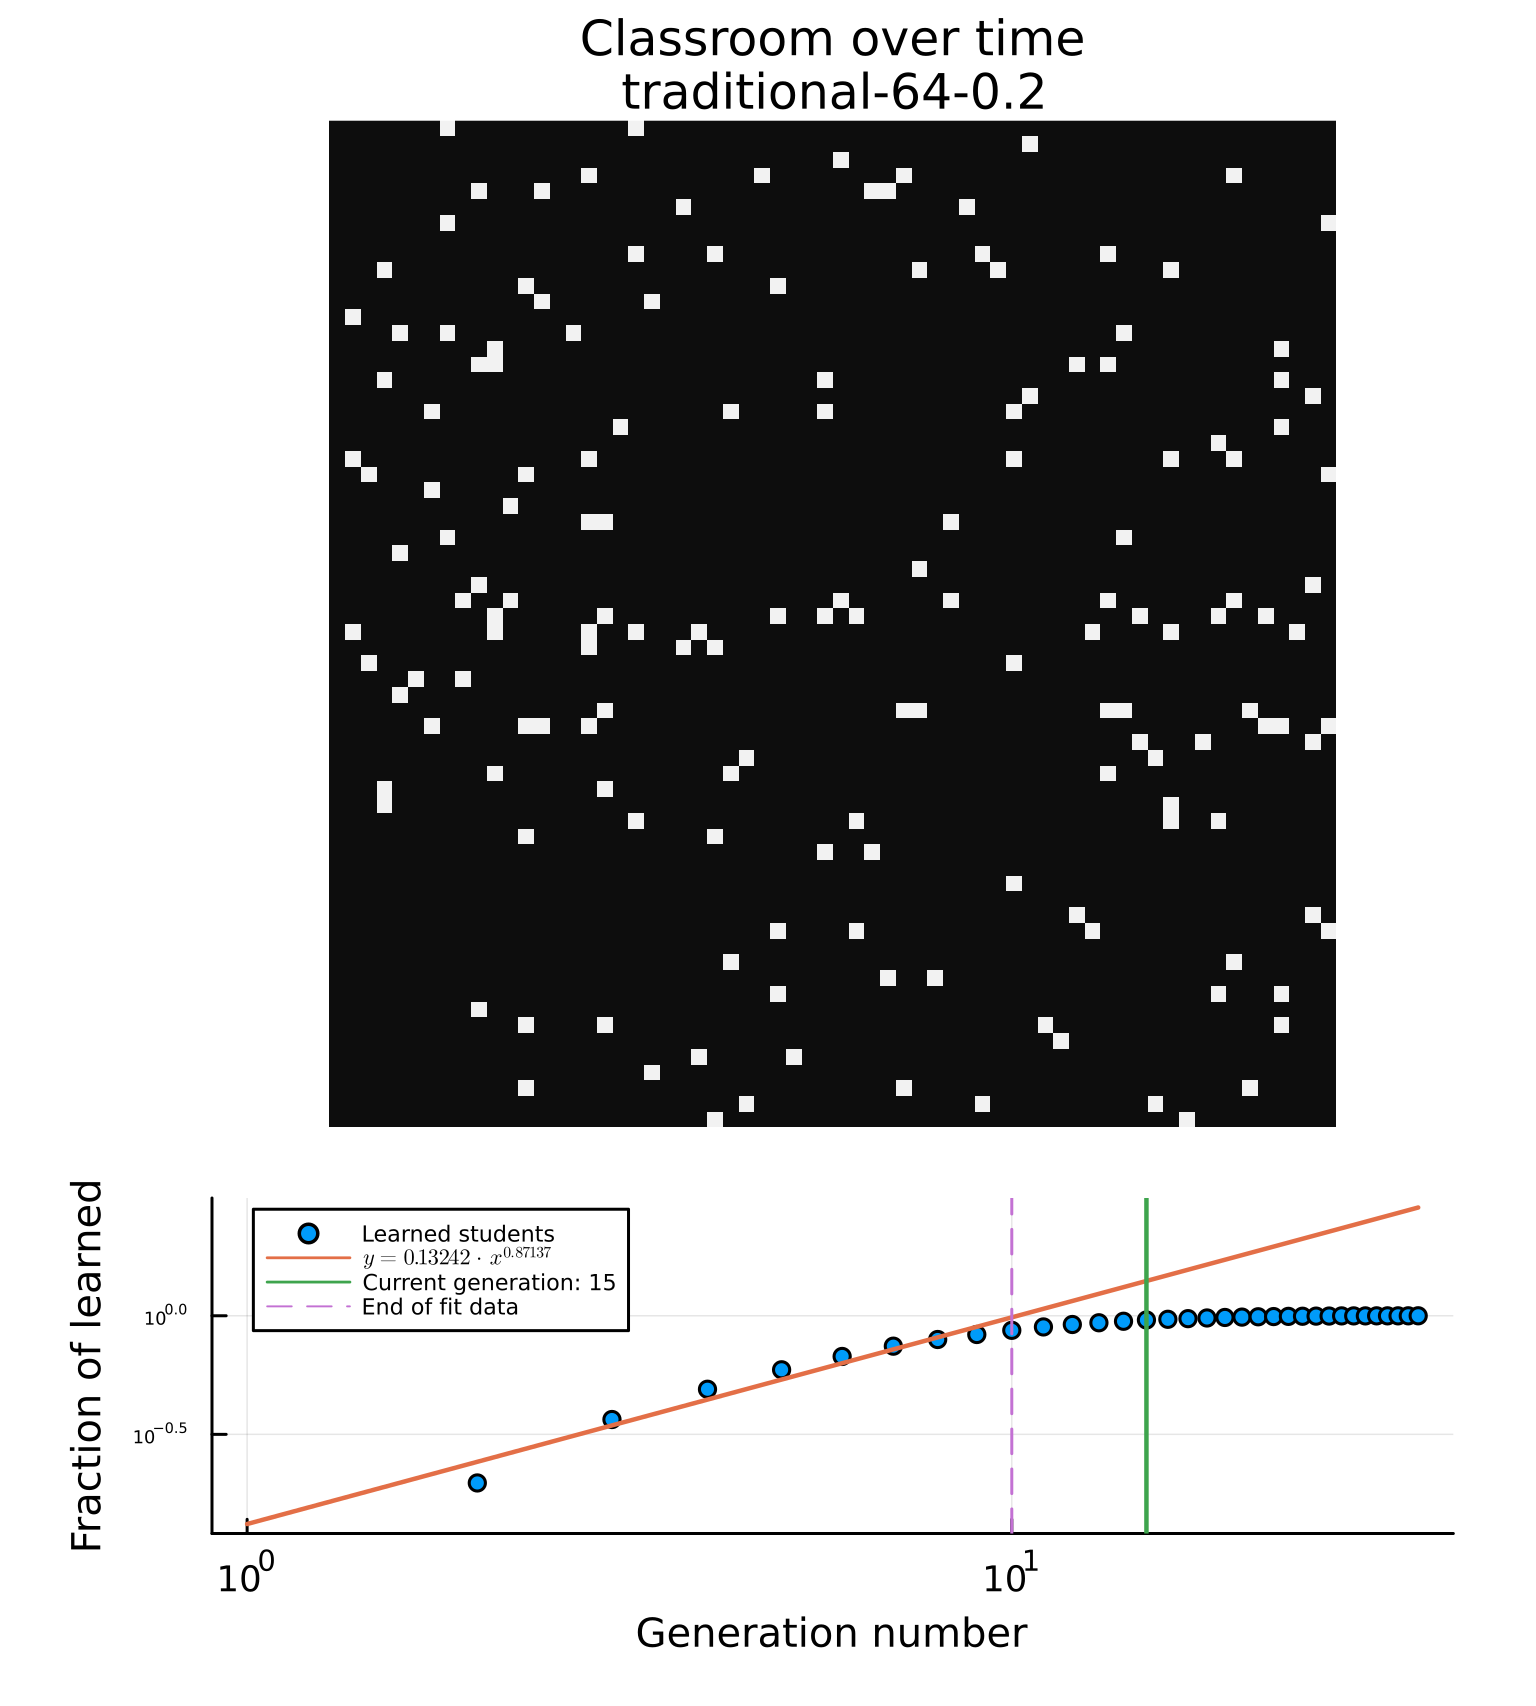 Classroom over time
traditional-64-0.2
Fraction of learned
Learned students
y = 0.13242 · x^0.87137
Current generation: 15
End of fit data
10^0.0
10^−0.5
10^0
10^1
Generation number